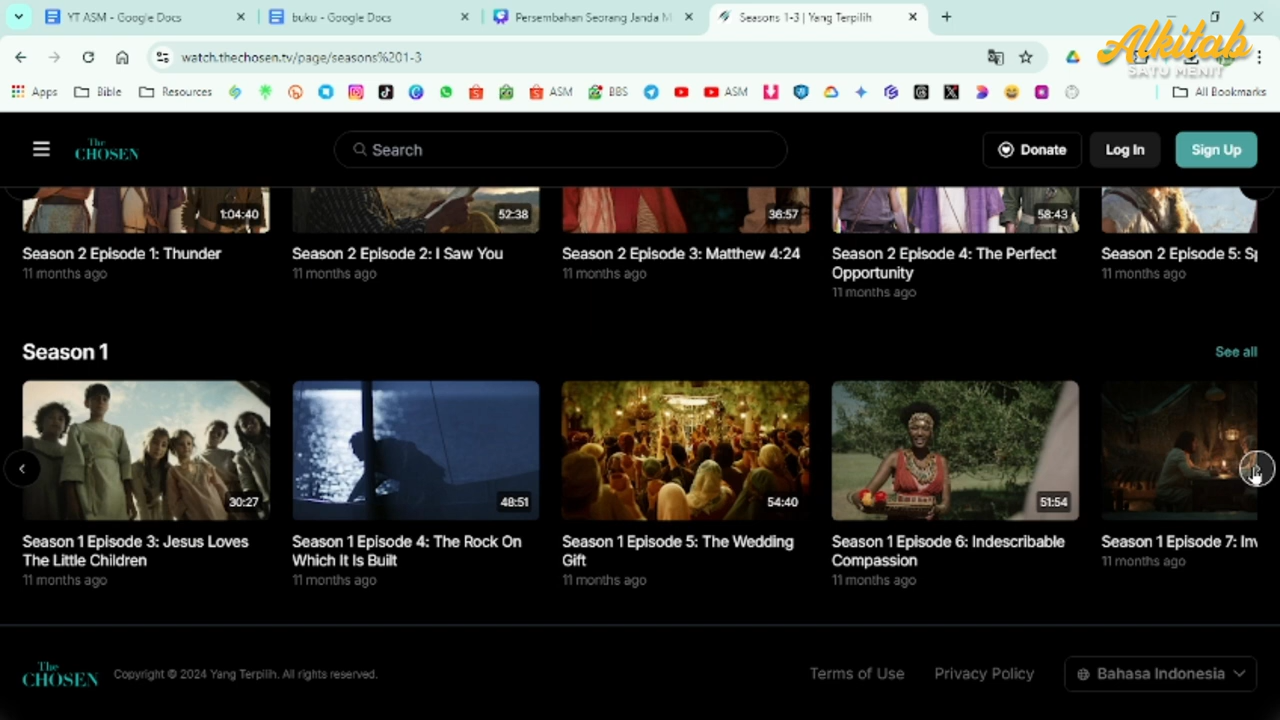 YT ASM - Google Docs
buku - Google Docs
Persembahan Seorang Janda M
Seasons 1-3 | Yang Terpilih
watch.thechosen.tv/page/seasons%201-3
Alkitab
SATU MENIT
Apps
Bible
Resources
ASM
BBS
ASM
All Bookmarks
The
CHOSEN
Search
Donate
Log In
Sign Up
1:04:40
52:38
36:57
58:43
Season 2 Episode 1: Thunder
11 months ago
Season 2 Episode 2: I Saw You
11 months ago
Season 2 Episode 3: Matthew 4:24
11 months ago
Season 2 Episode 4: The Perfect
Opportunity
11 months ago
Season 2 Episode 5: Sp
11 months ago
Season 1
See all
30:27
48:51
54:40
51:54
Season 1 Episode 3: Jesus Loves
The Little Children
11 months ago
Season 1 Episode 4: The Rock On
Which It Is Built
11 months ago
Season 1 Episode 5: The Wedding
Gift
11 months ago
Season 1 Episode 6: Indescribable
Compassion
11 months ago
Season 1 Episode 7: Inv
11 months ago
The
CHOSEN
Copyright © 2024 Yang Terpilih. All rights reserved.
Terms of Use
Privacy Policy
Bahasa Indonesia